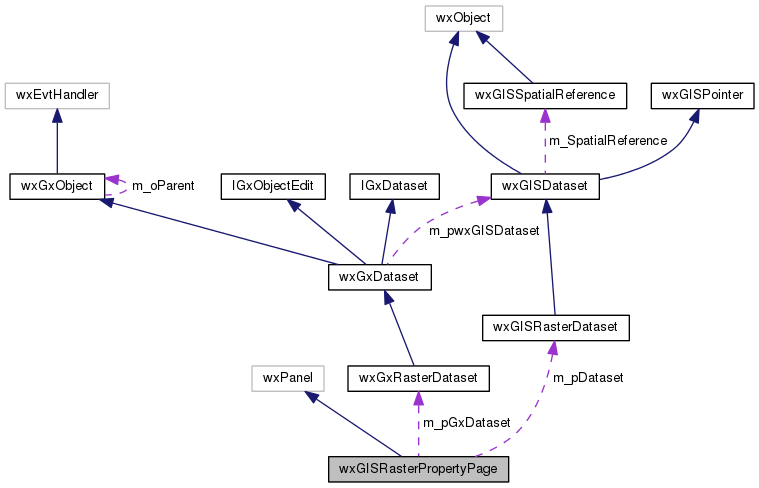 wxObject
wxEvtHandler
wxGISSpatialReference
wxGISPointer
m_SpatialReference
wxGxObject
m_oParent
IGxObjectEdit
IGxDataset
wxGISDataset
m_pwxGISDataset
wxGxDataset
wxGISRasterDataset
wxPanel
wxGxRasterDataset
m_pDataset
m_pGxDataset
wxGISRasterPropertyPage